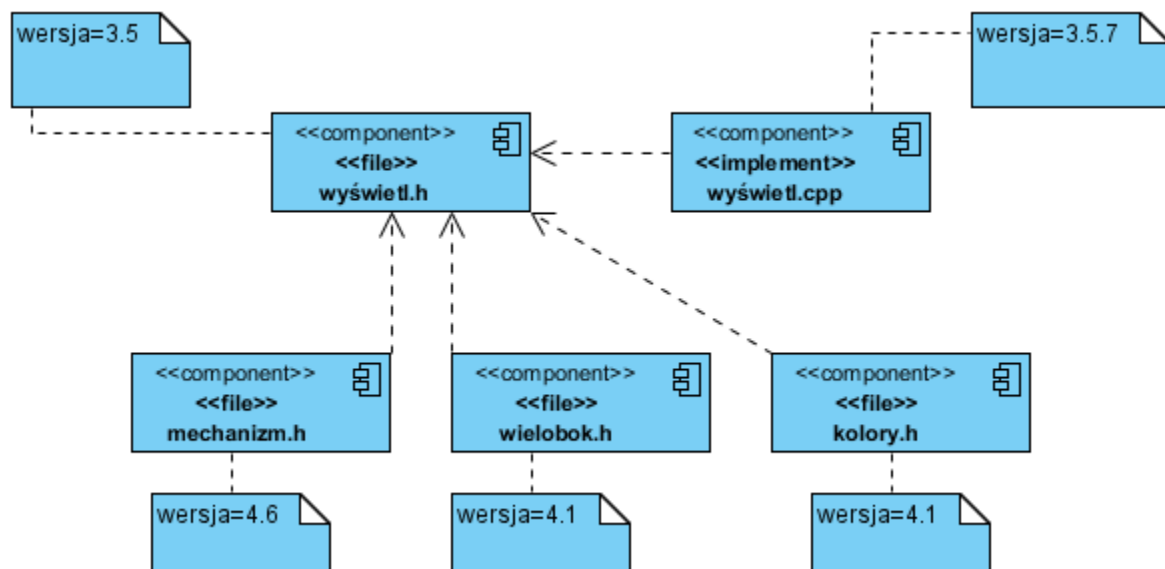 wersja=3.5
wersja=3.5.7
<<component>>
<<file>>
wyświetl.h
<<component>>
<<implement>>
wyświetl.cpp
<<component>>
<<file>>
mechanizm.h
<<component>>
<<file>>
wielobok.h
<<component>>
<<file>>
kolory.h
wersja=4.6
wersja=4.1
wersja=4.1